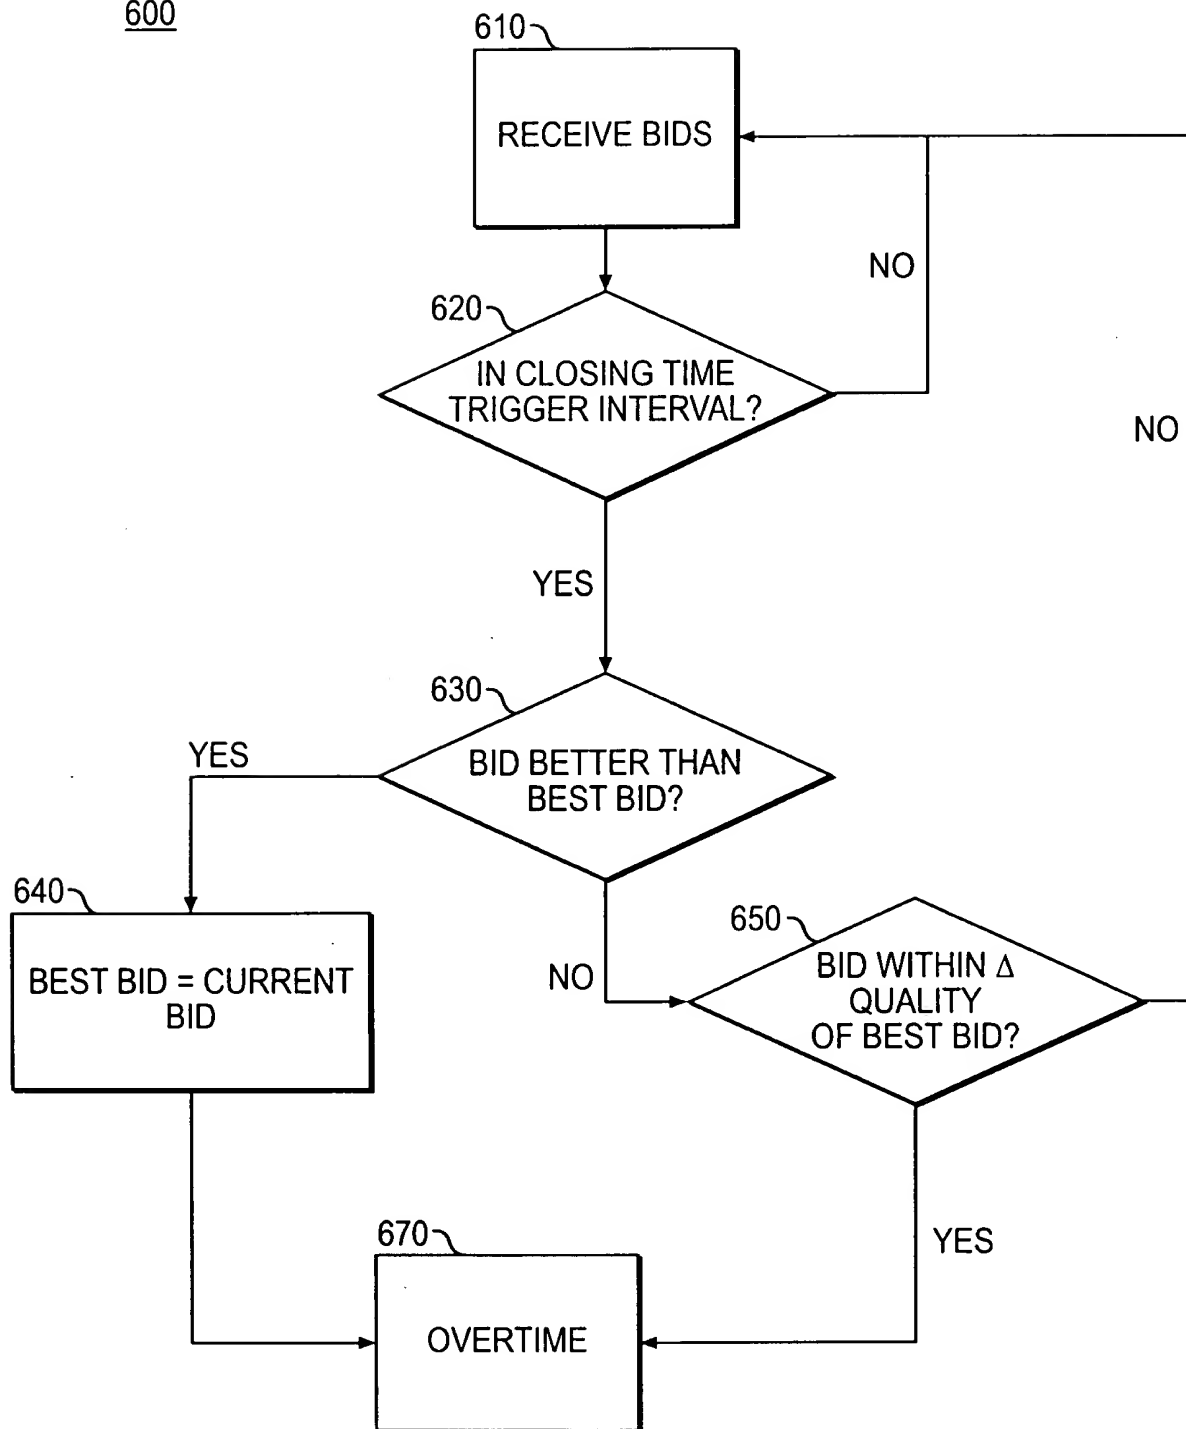 600
610
RECEIVE BIDS
NO
620
IN CLOSING TIME
TRIGGER INTERVAL?
NO
YES
630
YES
BID BETTER THAN
BEST BID?
640
BEST BID = CURRENT
BID
650
NO
BID WITHIN Δ
QUALITY
OF BEST BID?
670
YES
OVERTIME